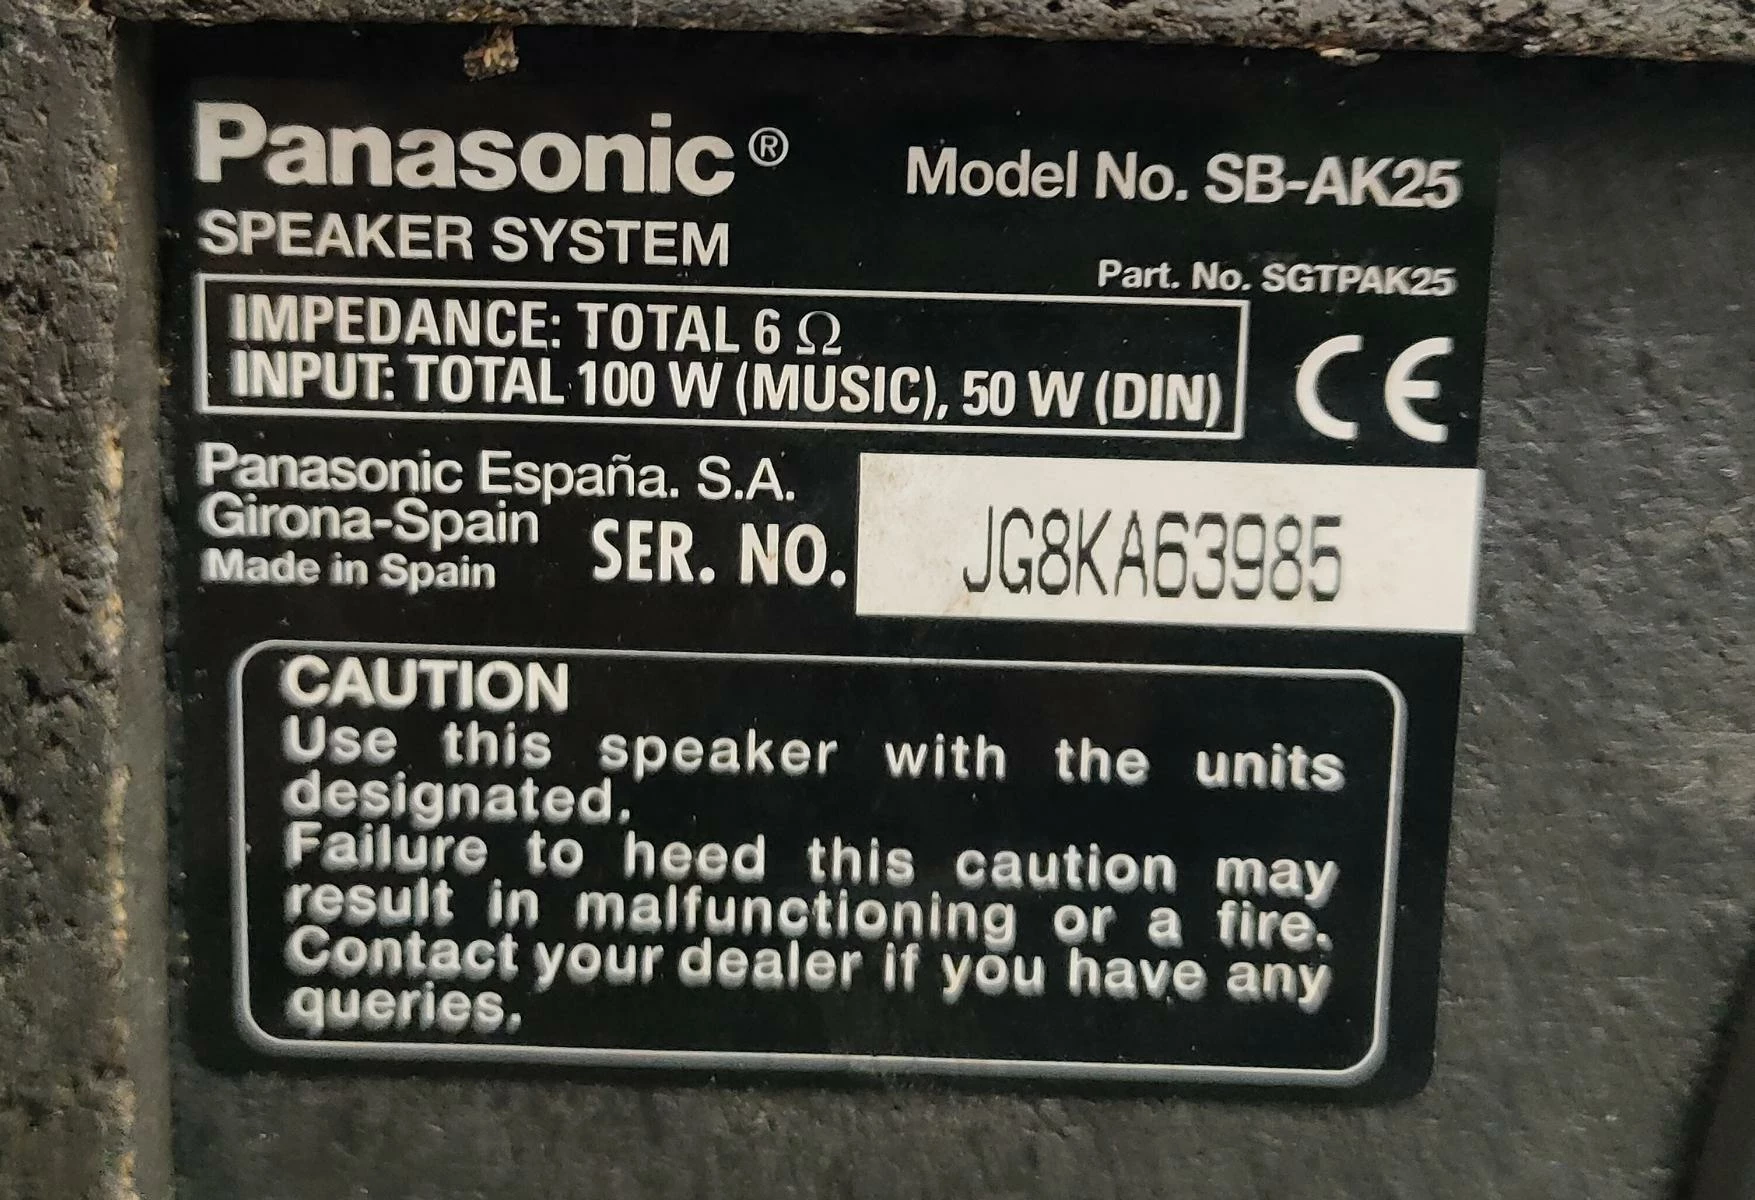 Panasonic®
Model No. SB-AK25
SPEAKER SYSTEM
Part. No. SGTPAK25
IMPEDANCE: TOTAL 6 Ω
INPUT: TOTAL 100 W (MUSIC), 50 W (DIN)
CE
Panasonic España. S.A.
Girona-Spain
Made in Spain
SER. NO.
JG8KA63985
CAUTION
Use this speaker with the units
designated.
Failure to heed this caution may
result in malfunctioning or a fire.
Contact your dealer if you have any
queries.